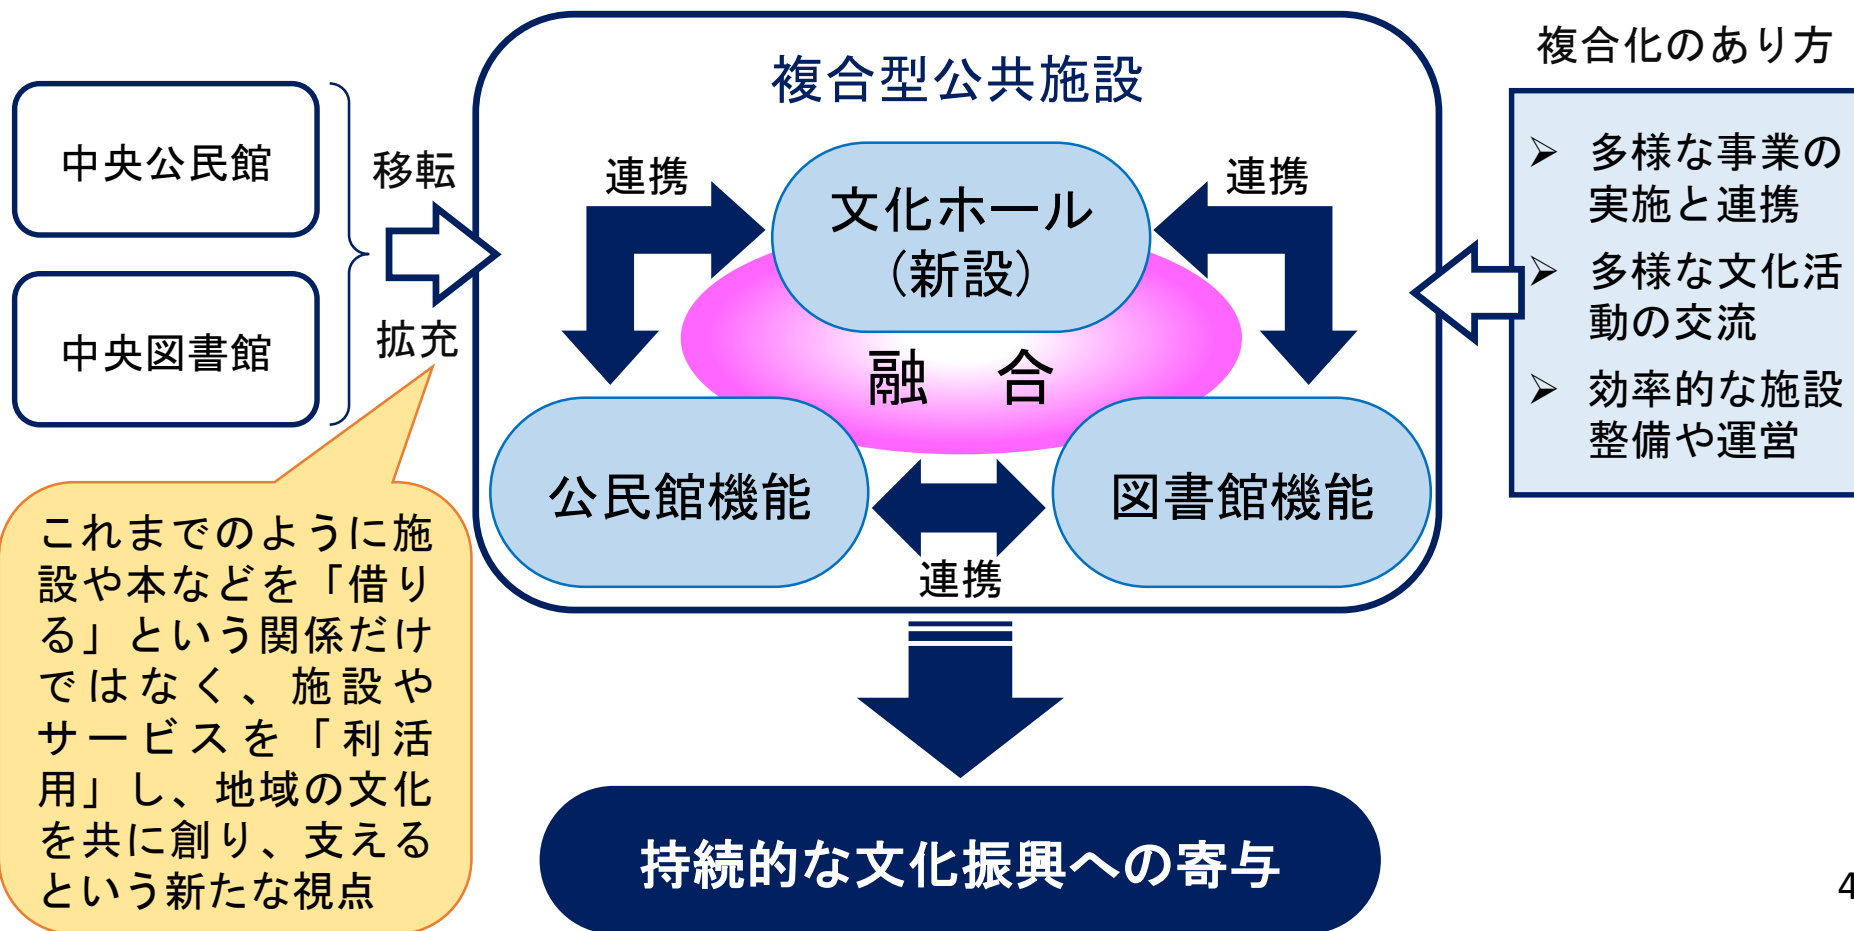 複合化のあり方
複合型公共施設
中央公民館
中央図書館
移転
拡充
連携
連携
文化ホール
（新設）
融　合
公民館機能
図書館機能
連携
➢ 多様な事業の
実施と連携
➢ 多様な文化活
動の交流
➢ 効率的な施設
整備や運営
これまでのように施
設や本などを「借り
る」という関係だけ
ではなく、施設や
サービスを「利活
用」し、地域の文化
を共に創り、支える
という新たな視点
持続的な文化振興への寄与
4